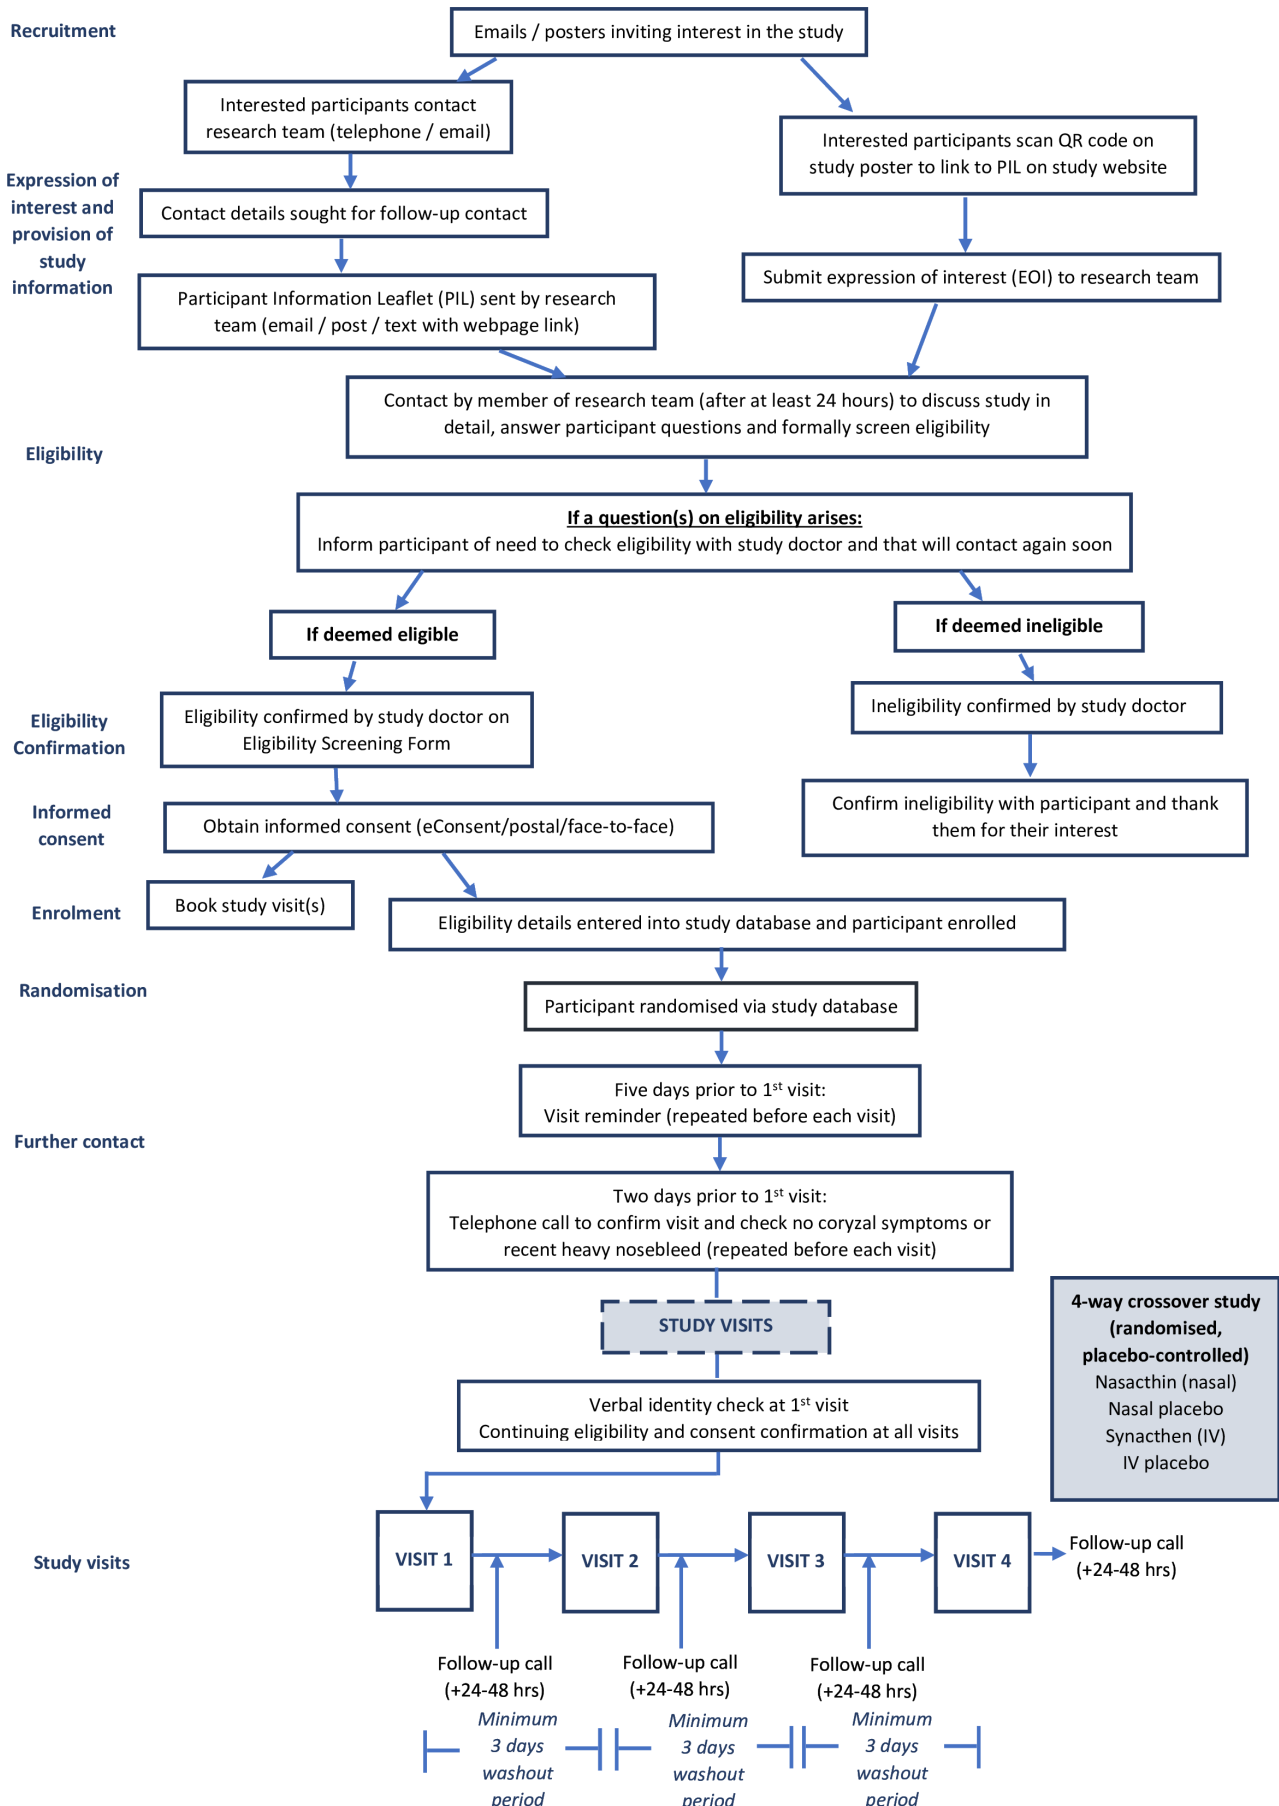 Recruitment
Emails / posters inviting interest in the study
Interested participants contact
research team (telephone / email)
Interested participants scan QR code on
study poster to link to PIL on study website
Expression of
interest and
provision of
study
information
Contact details sought for follow-up contact
Submit expression of interest (EOI) to research team
Participant Information Leaflet (PIL) sent by research
team (email / post / text with webpage link)
Contact by member of research team (after at least 24 hours) to discuss study in
detail, answer participant questions and formally screen eligibility
Eligibility
If a question(s) on eligibility arises:
Inform participant of need to check eligibility with study doctor and that will contact again soon
If deemed eligible
If deemed ineligible
Eligibility
Confirmation
Eligibility confirmed by study doctor on
Eligibility Screening Form
Ineligibility confirmed by study doctor
Informed
consent
Obtain informed consent (eConsent/postal/face-to-face)
Confirm ineligibility with participant and thank
them for their interest
Enrolment
Book study visit(s)
Eligibility details entered into study database and participant enrolled
Randomisation
Participant randomised via study database
Five days prior to 1st visit:
Visit reminder (repeated before each visit)
Further contact
Two days prior to 1st visit:
Telephone call to confirm visit and check no coryzal symptoms or
recent heavy nosebleed (repeated before each visit)
STUDY VISITS
4-way crossover study
(randomised,
placebo-controlled)
Nasacthin (nasal)
Nasal placebo
Synacthen (IV)
IV placebo
Verbal identity check at 1st visit
Continuing eligibility and consent confirmation at all visits
Study visits
VISIT 1
VISIT 2
VISIT 3
VISIT 4
Follow-up call
(+24-48 hrs)
Follow-up call
(+24-48 hrs)
Follow-up call
(+24-48 hrs)
Follow-up call
(+24-48 hrs)
Minimum
3 days
washout
period
Minimum
3 days
washout
period
Minimum
3 days
washout
period